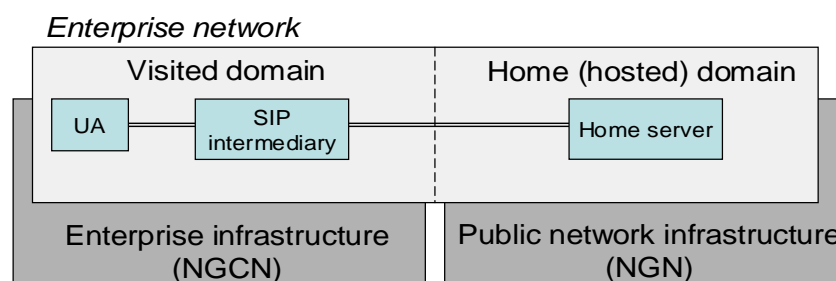 Enterprise network
Visited domain
Home (hosted) domain
UA
SIP
intermediary
Home server
Enterprise infrastructure
(NGCN)
Public network infrastructure
(NGN)